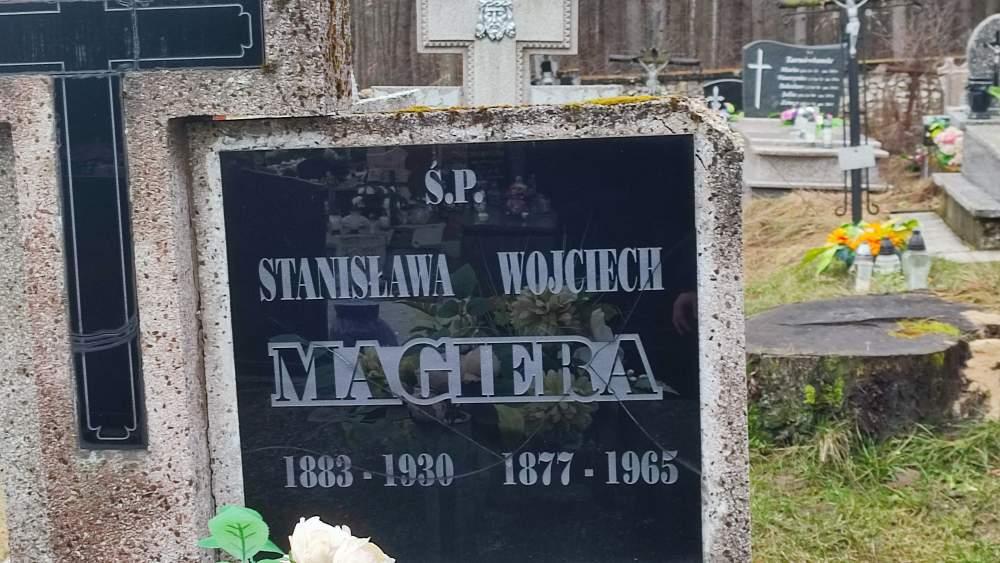 Ś.P.
STANISŁAWA WOJCIECH
MAGIERA
1883 - 1930 1877 - 1965